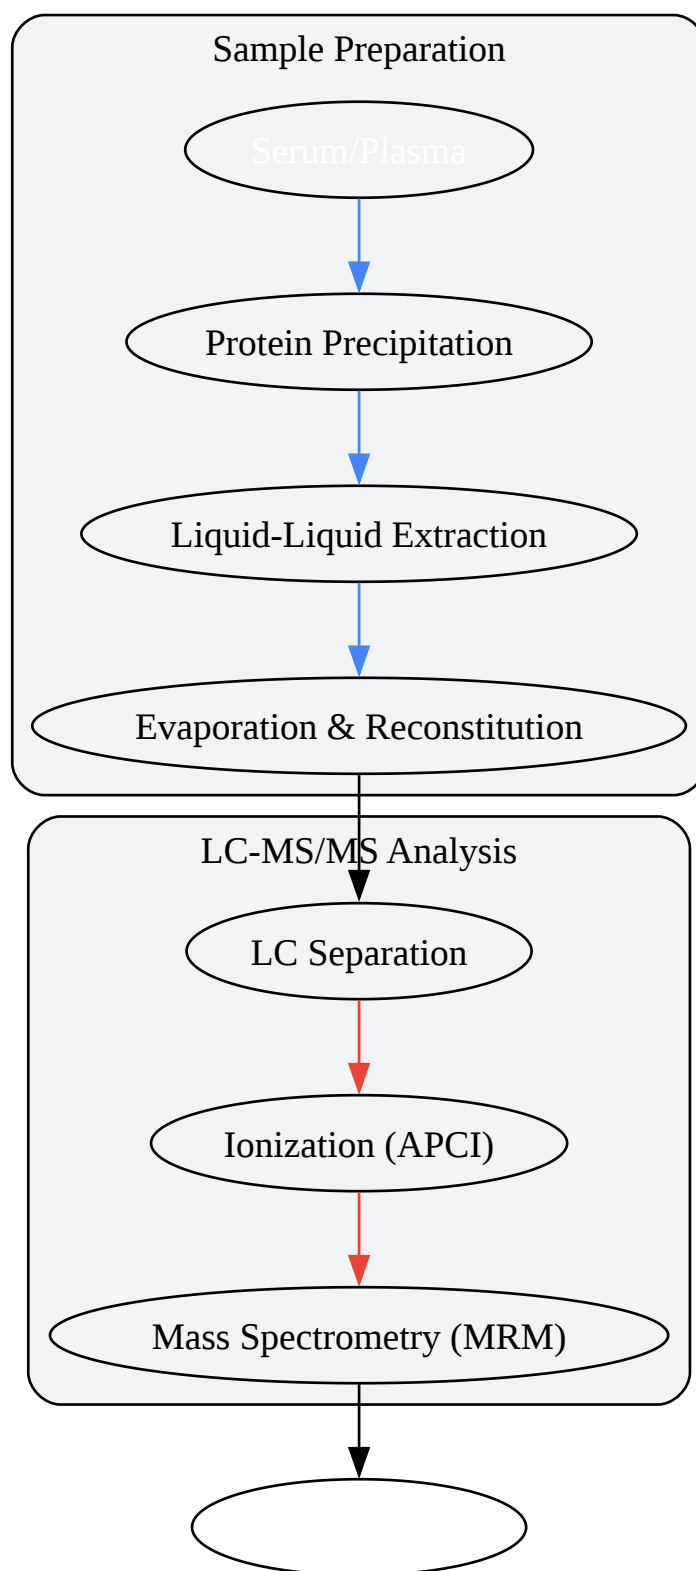 Sample Preparation
Serum/Plasma
Protein Precipitation
Liquid-Liquid Extraction
Evaporation & Reconstitution
LC-MS/MS Analysis
LC Separation
Ionization (APCI)
Mass Spectrometry (MRM)